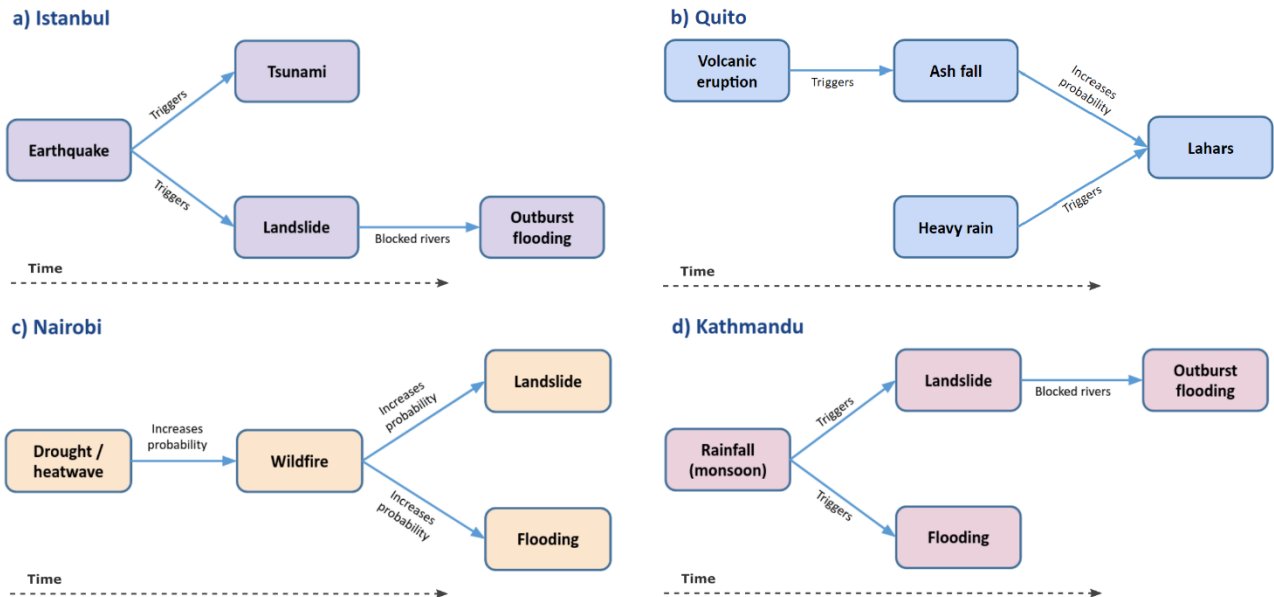 a) Istanbul
Tsunami
Triggers
Earthquake
Triggers
Landslide
Blocked rivers
Outburst
flooding
Time
b) Quito
Volcanic
eruption
Triggers
Ash fall
Increases
probability
Lahars
Triggers
Heavy rain
Time
c) Nairobi
Landslide
Increases
probability
Drought /
heatwave
Increases
probability
Wildfire
Increases
probability
Flooding
Time
d) Kathmandu
Landslide
Blocked rivers
Outburst
flooding
Triggers
Rainfall
(monsoon)
Triggers
Flooding
Time